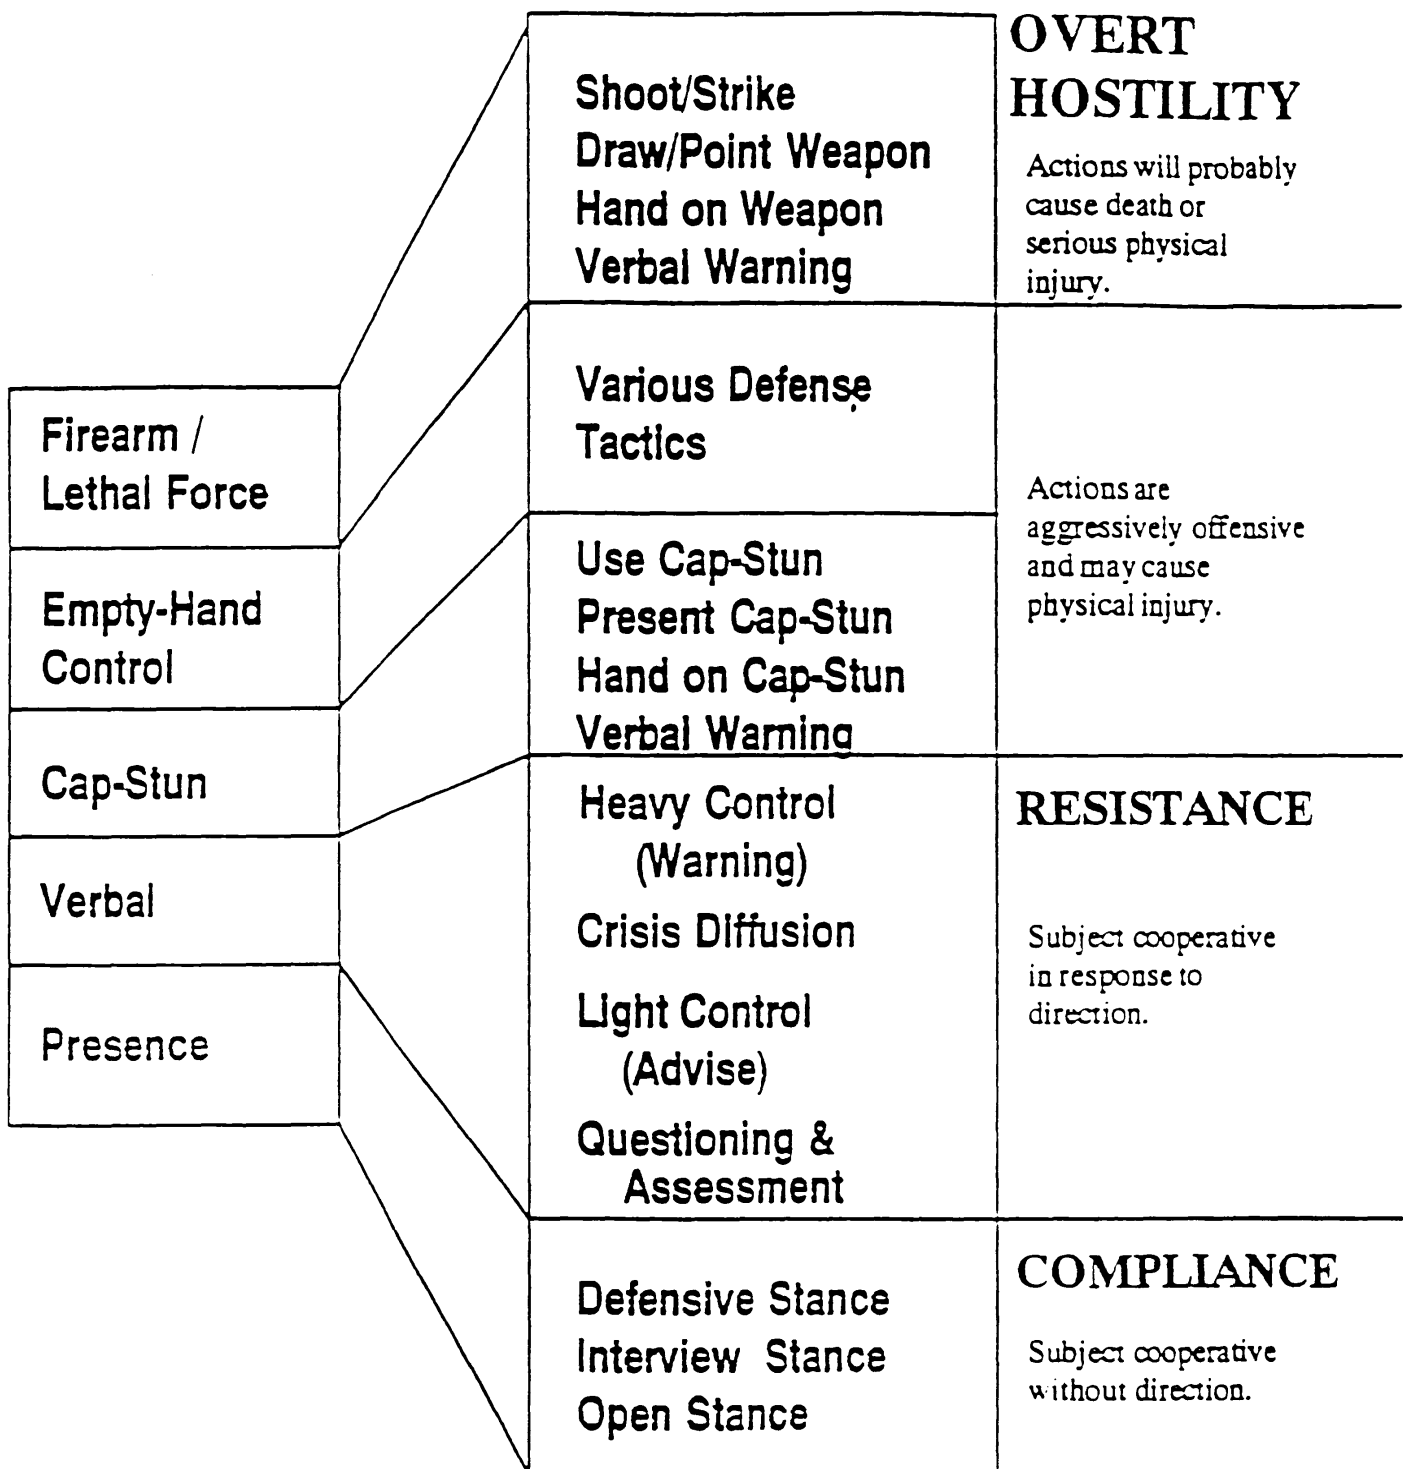 Firearm /
Lethal Force
Empty-Hand
Control
Cap-Stun
Verbal
Presence
Shoot/Strike
Draw/Point Weapon
Hand on Weapon
Verbal Warning
Various Defense
Tactics
Use Cap-Stun
Present Cap-Stun
Hand on Cap-Stun
Verbal Warning
Heavy Control
(Warning)
Crisis Diffusion
Light Control
(Advise)
Questioning &
Assessment
Defensive Stance
Interview Stance
Open Stance
OVERT
HOSTILITY
Actions will probably
cause death or
serious physical
injury.
Actions are
aggressively offensive
and may cause
physical injury.
RESISTANCE
Subject cooperative
in response to
direction.
COMPLIANCE
Subject cooperative
without direction.